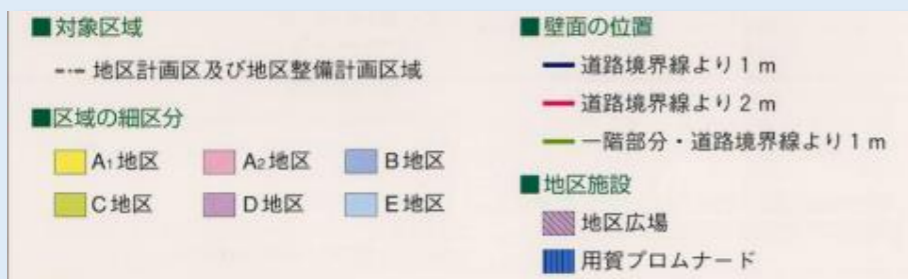 ■対象区域
地区計画区及び地区整備計画区域
■区域の細区分
A1地区 A2地区 B地区
C地区 D地区 E地区
■壁面の位置
道路境界線より1m
道路境界線より2m
一階部分・道路境界線より1m
■地区施設
地区広場
用賀プロムナード